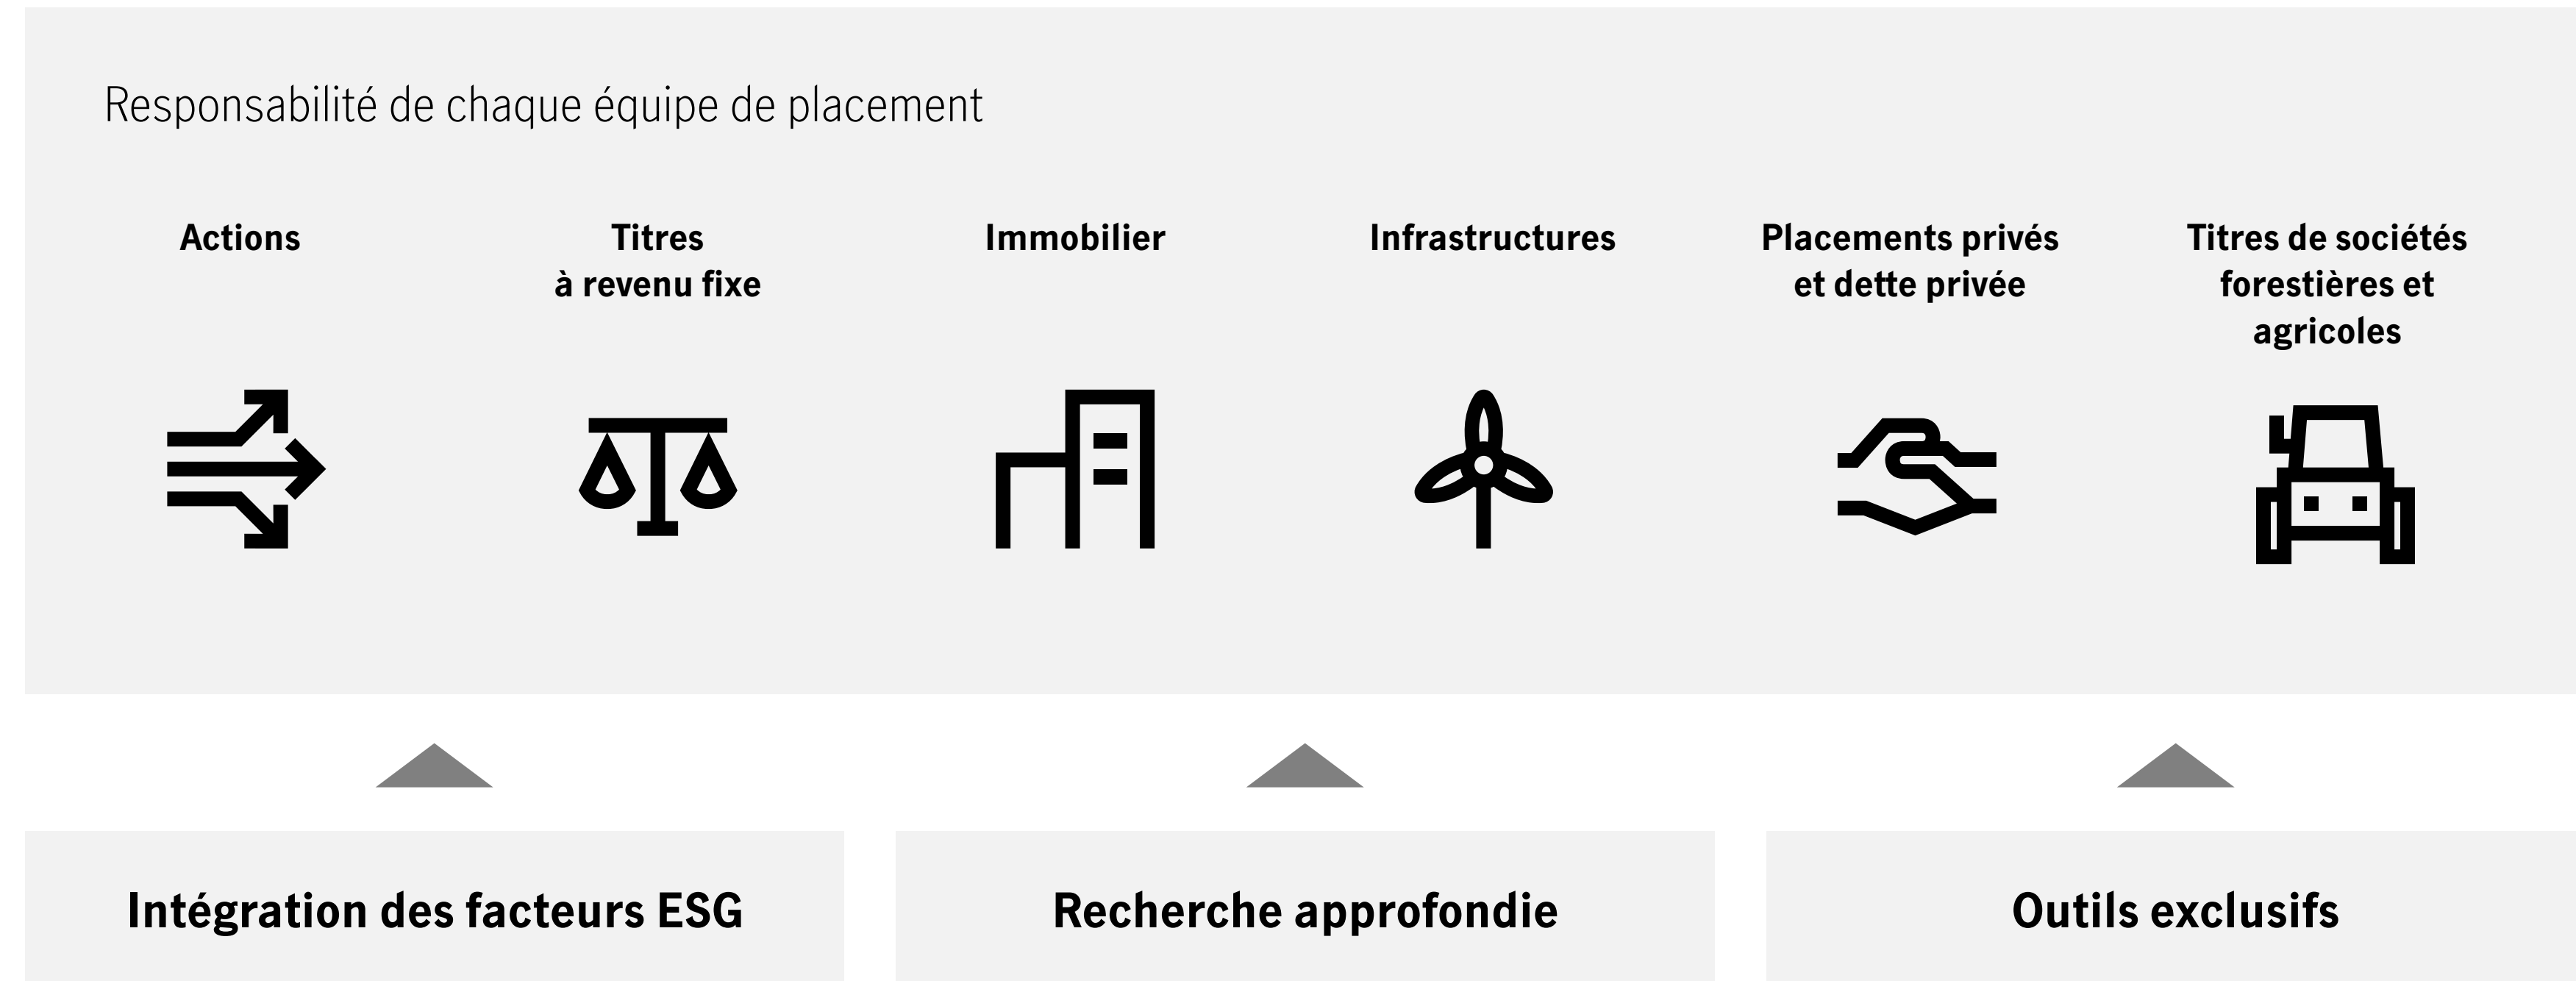 Responsabilité de chaque équipe de placement
Actions
Titres
à revenu fixe
Immobilier
Infrastructures
Placements privés
et dette privée
Titres de sociétés
forestières et
agricoles
Intégration des facteurs ESG
Recherche approfondie
Outils exclusifs